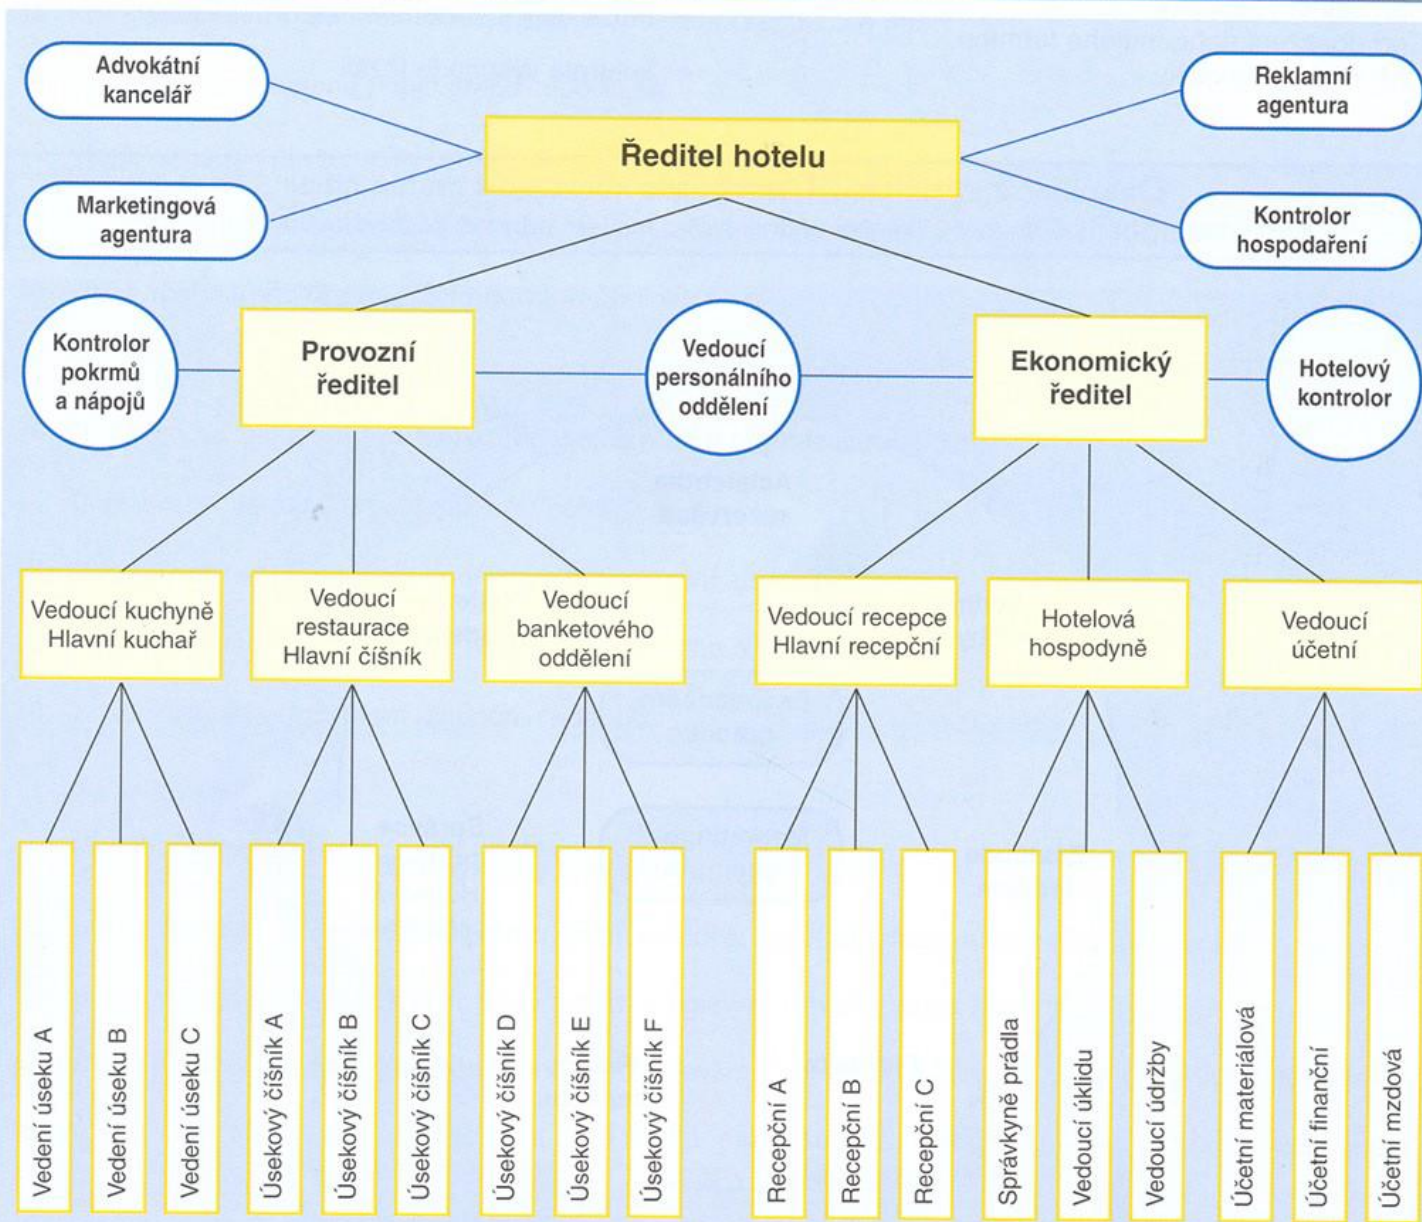 Advokátní
kancelář
Reklamní
agentura
Ředitel hotelu
Marketingová
agentura
Kontrolor
hospodaření
Kontrolor
pokrmů
a nápojů
Provozní
ředitel
Vedoucí
personálního
oddělení
Ekonomický
ředitel
Hotelový
kontrolor
Vedoucí kuchyně
Hlavní kuchař
Vedoucí
restaurace
Hlavní číšník
Vedoucí
banketového
oddělení
Vedoucí recepce
Hlavní recepční
Hotelová
hospodyně
Vedoucí
účetní
Vedení úseku A
Vedení úseku B
Vedení úseku C
Úsekový číšník A
Úsekový číšník B
Úsekový číšník C
Úsekový číšník D
Úsekový číšník E
Úsekový číšník F
Recepční A
Recepční B
Recepční C
Správkyně prádla
Vedoucí úklidu
Vedoucí údržby
Účetní materiálová
Účetní finanční
Účetní mzdová